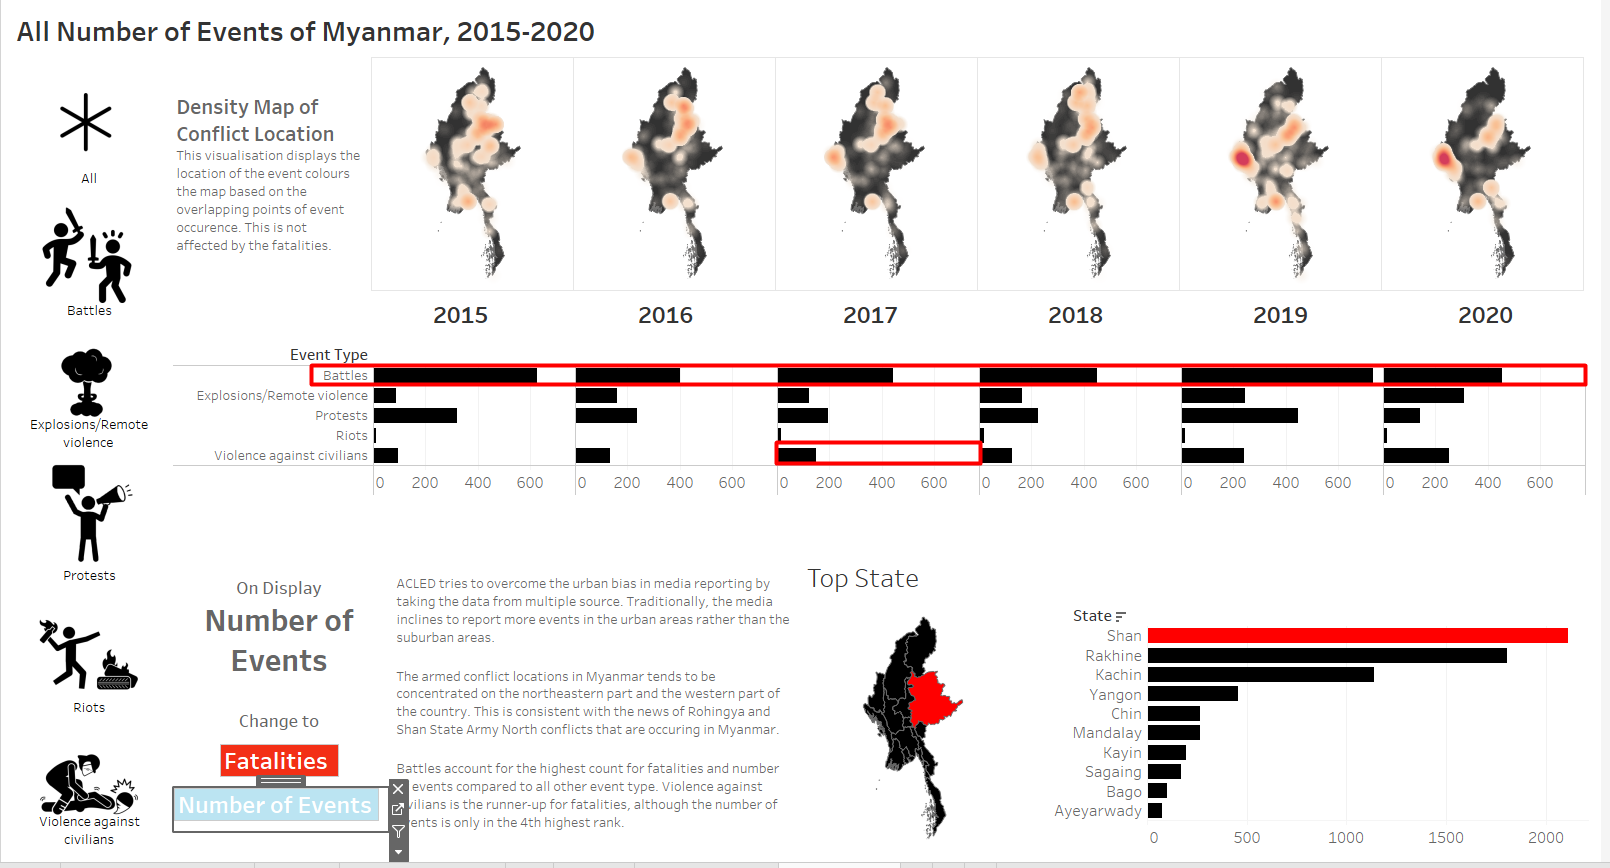 All Number of Events of Myanmar, 2015-2020
All
Battles
Explosions/Remote
violence
Protests
Riots
Violence against
civilians
Density Map of
Conflict Location
This visualisation displays the
location of the event colours
the map based on the
overlapping points of event
occurence. This is not
affected by the fatalities.
2015 2016 2017 2018 2019 2020
Event Type
Battles
Explosions/Remote violence
Protests
Riots
Violence against civilians
0 200 400 600 0 200 400 600 0 200 400 600 0 200 400 600 0 200 400 600 0 200 400 600
On Display
Number of
Events
Change to
Fatalities
Number of Events
ACLED tries to overcome the urban bias in media reporting by
taking the data from multiple source. Traditionally, the media
inclines to report more events in the urban areas rather than the
suburban areas.
The armed conflict locations in Myanmar tends to be
concentrated on the northeastern part and the western part of
the country. This is consistent with the news of Rohingya and
Shan State Army North conflicts that are occuring in Myanmar.
Battles account for the highest count for fatalities and number
events compared to all other event type. Violence against
vilians is the runner-up for fatalities, although the number of
ents is only in the 4th highest rank.
Top State
State
Shan
Rakhine
Kachin
Yangon
Chin
Mandalay
Kayin
Sagaing
Bago
Ayeyarwady
0 500 1000 1500 2000